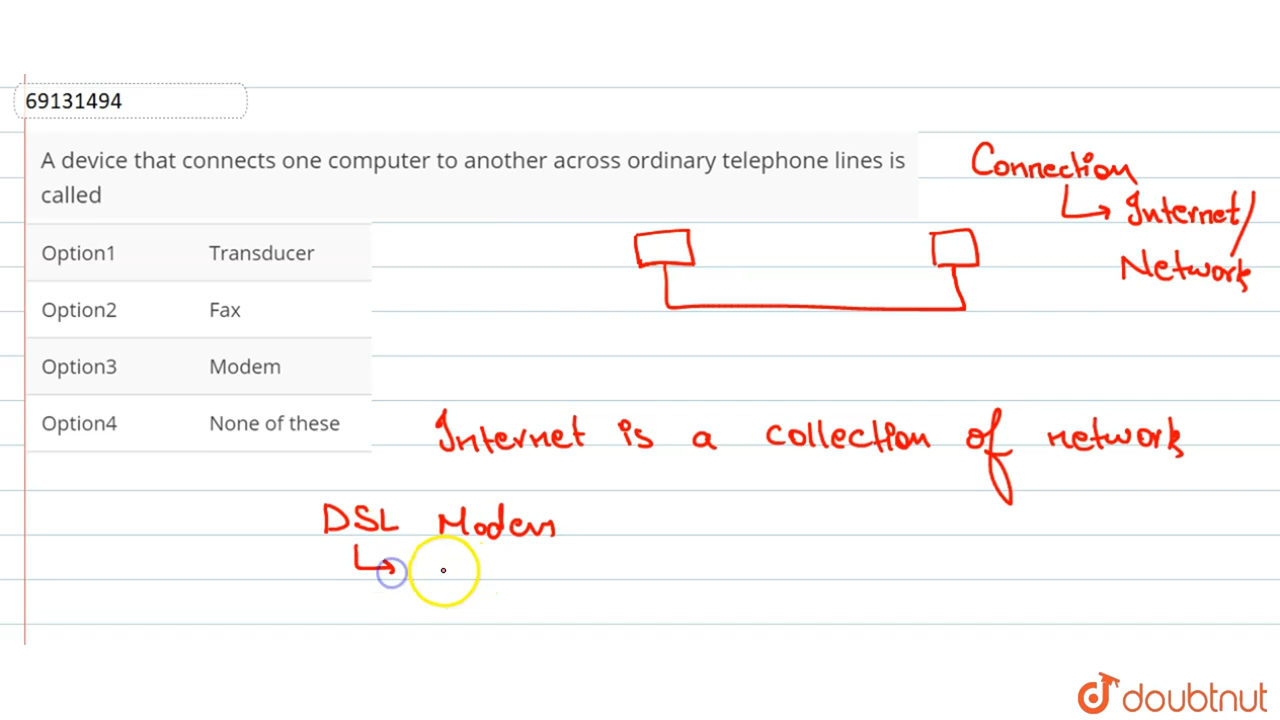 69131494
A device that connects one computer to another across ordinary telephone lines is
called
Option1 Transducer
Option2 Fax
Option3 Modem
Option4 None of these
Connection
Internet/
Network
Internet is a collection of network
DSL Modem
doubtnut